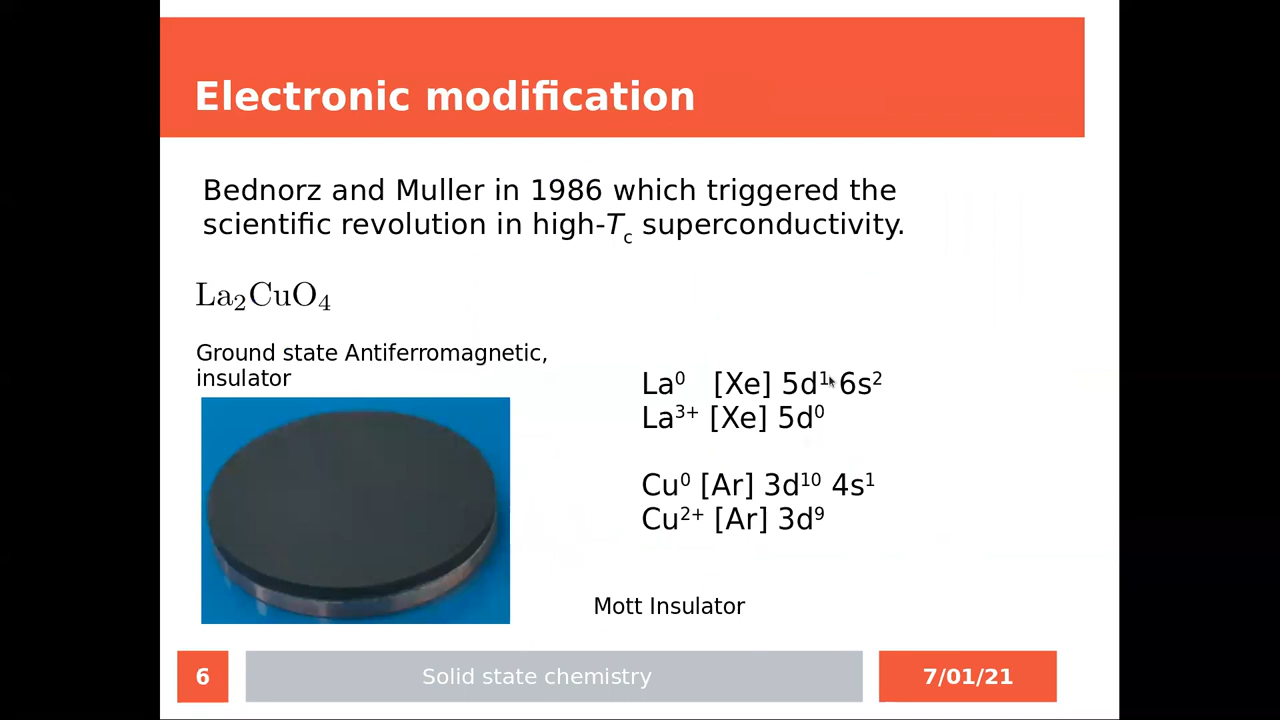 Electronic modification
Bednorz and Muller in 1986 which triggered the
scientific revolution in high-Tc superconductivity.
La₂CuO₄
Ground state Antiferromagnetic,
insulator
La⁰ [Xe] 5d¹ 6s²
La³⁺ [Xe] 5d⁰
Cu⁰ [Ar] 3d¹⁰ 4s¹
Cu²⁺ [Ar] 3d⁹
Mott Insulator
6
Solid state chemistry
7/01/21